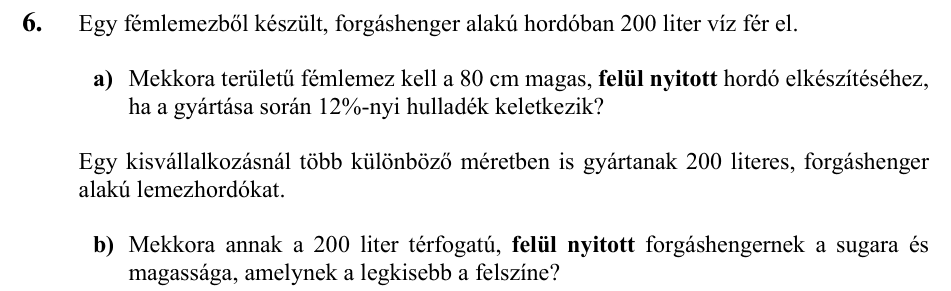 6. Egy fémlemezből készült, forgáshenger alakú hordóban 200 liter víz fér el.
a) Mekkora területű fémlemez kell a 80 cm magas, felül nyitott hordó elkészítéséhez,
ha a gyártása során 12%-nyi hulladék keletkezik?
Egy kisvállalkozásnál több különböző méretben is gyártanak 200 literes, forgáshenger
alakú lemezhordókat.
b) Mekkora annak a 200 liter térfogatú, felül nyitott forgáshengernek a sugara és
magassága, amelynek a legkisebb a felszíne?